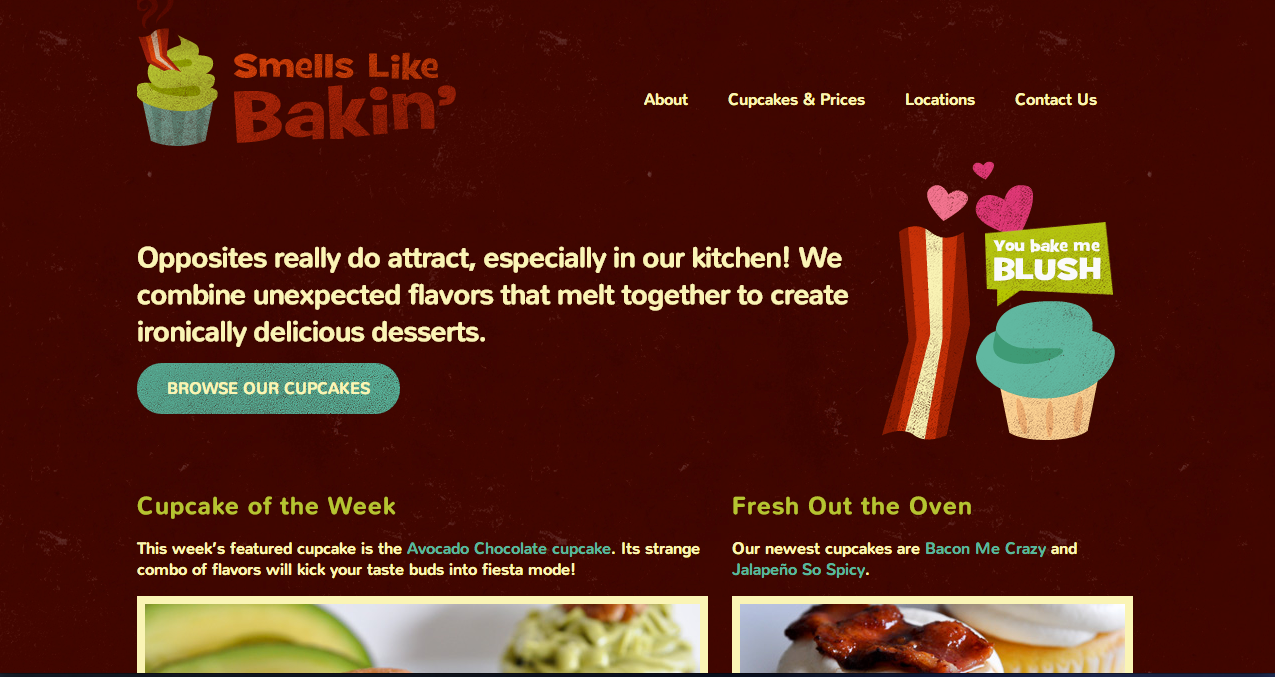 Smells Like
Bakin’
About
Cupcakes & Prices
Locations
Contact Us
You bake me
BLUSH
Opposites really do attract, especially in our kitchen! We
combine unexpected flavors that melt together to create
ironically delicious desserts.
BROWSE OUR CUPCAKES
Cupcake of the Week
This week’s featured cupcake is the Avocado Chocolate cupcake. Its strange
combo of flavors will kick your taste buds into fiesta mode!
Fresh Out the Oven
Our newest cupcakes are Bacon Me Crazy and
Jalapeño So Spicy.